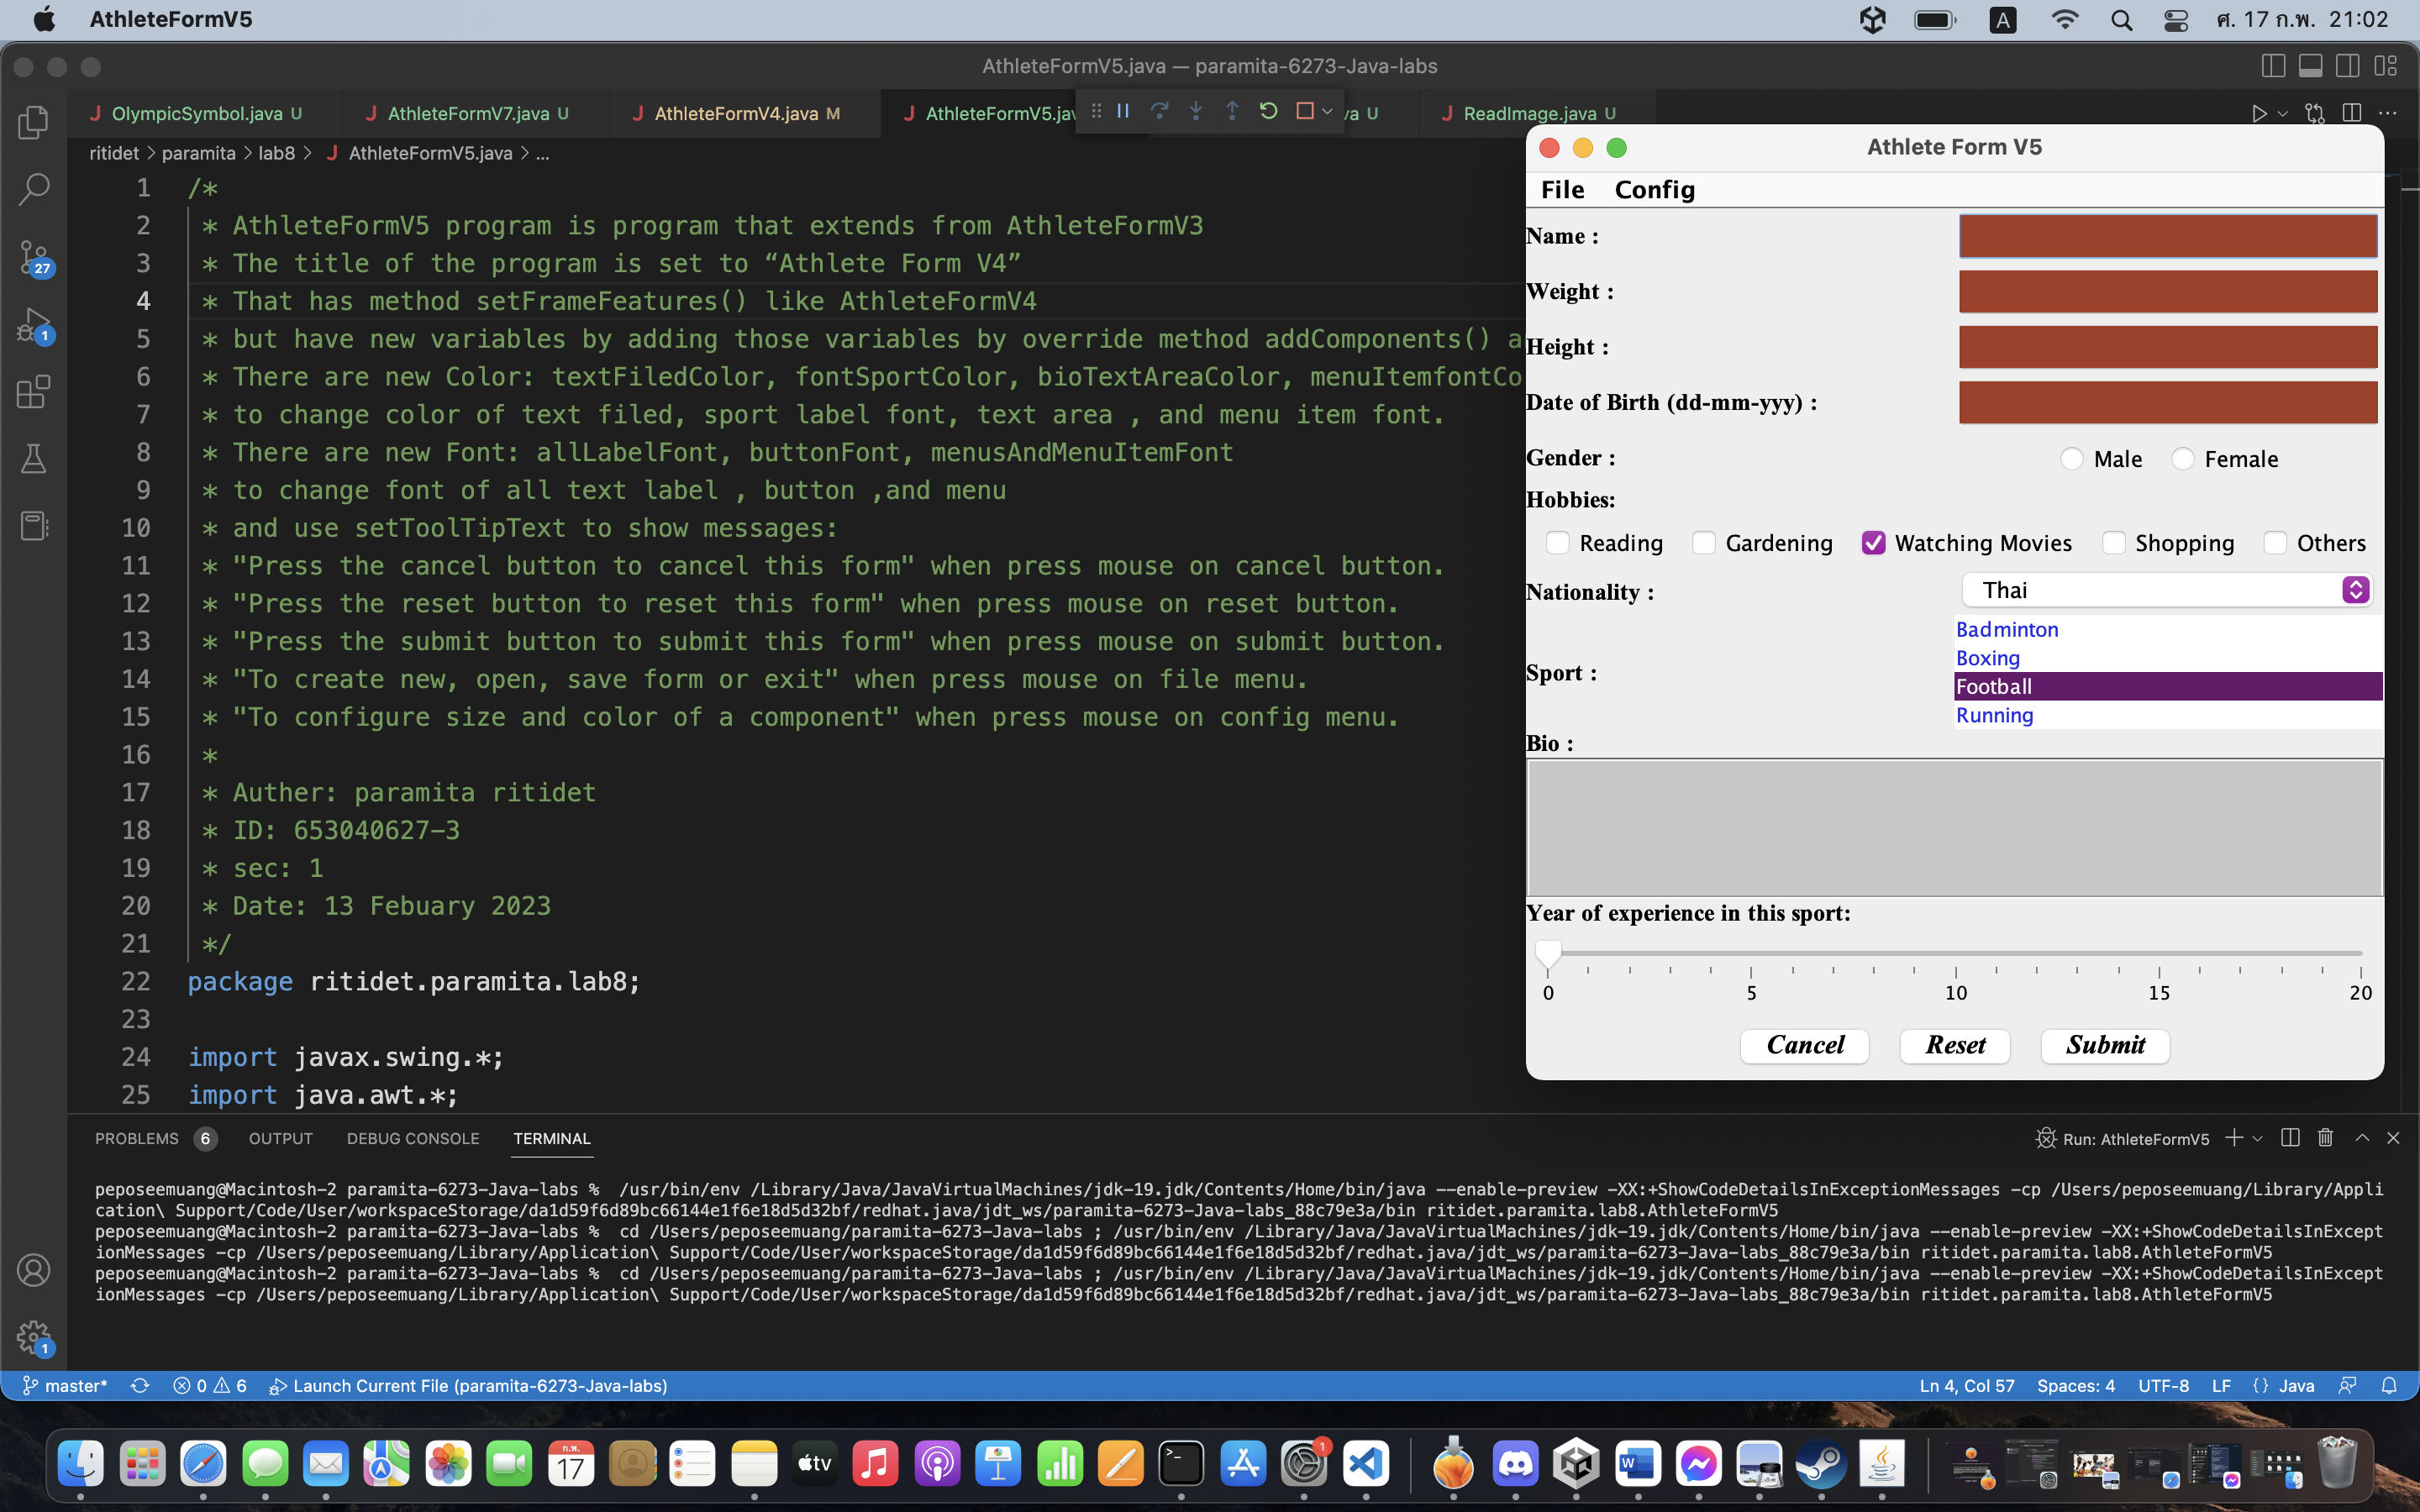 AthleteFormV5
A
ศ. 17 ก.พ. 21:02
AthleteFormV5.java — paramita-6273-Java-labs
J OlympicSymbol.java U
J AthleteFormV7.java U
J AthleteFormV4.java M
J AthleteFormV5.jav
va U
J ReadImage.java U
ritidet > paramita > lab8 > J AthleteFormV5.java > ...
1 /*
2 * AthleteFormV5 program is program that extends from AthleteFormV3
3 * The title of the program is set to “Athlete Form V4”
4 * That has method setFrameFeatures() like AthleteFormV4
5 * but have new variables by adding those variables by override method addComponents() a
6 * There are new Color: textFiledColor, fontSportColor, bioTextAreaColor, menuItemfontCo
7 * to change color of text filed, sport label font, text area , and menu item font.
8 * There are new Font: allLabelFont, buttonFont, menusAndMenuItemFont
9 * to change font of all text label , button ,and menu
10 * and use setToolTipText to show messages:
11 * "Press the cancel button to cancel this form" when press mouse on cancel button.
12 * "Press the reset button to reset this form" when press mouse on reset button.
13 * "Press the submit button to submit this form" when press mouse on submit button.
14 * "To create new, open, save form or exit" when press mouse on file menu.
15 * "To configure size and color of a component" when press mouse on config menu.
16 *
17 * Auther: paramita ritidet
18 * ID: 653040627-3
19 * sec: 1
20 * Date: 13 Febuary 2023
21 */
22 package ritidet.paramita.lab8;
23
24 import javax.swing.*;
25 import java.awt.*;
27
1
1
Athlete Form V5
File Config
Name :
Weight :
Height :
Date of Birth (dd-mm-yyy) :
Gender : Male Female
Hobbies:
Reading Gardening Watching Movies Shopping Others
Nationality : Thai
Badminton
Boxing
Sport :
Football
Running
Bio :
Year of experience in this sport:
0 5 10 15 20
Cancel Reset Submit
PROBLEMS 6 OUTPUT DEBUG CONSOLE TERMINAL
Run: AthleteFormV5
peposeemuang@Macintosh-2 paramita-6273-Java-labs %  /usr/bin/env /Library/Java/JavaVirtualMachines/jdk-19.jdk/Contents/Home/bin/java --enable-preview -XX:+ShowCodeDetailsInExceptionMessages -cp /Users/peposeemuang/Library/Appli
cation\ Support/Code/User/workspaceStorage/da1d59f6d89bc66144e1f6e18d5d32bf/redhat.java/jdt_ws/paramita-6273-Java-labs_88c79e3a/bin ritidet.paramita.lab8.AthleteFormV5
peposeemuang@Macintosh-2 paramita-6273-Java-labs %  cd /Users/peposeemuang/paramita-6273-Java-labs ; /usr/bin/env /Library/Java/JavaVirtualMachines/jdk-19.jdk/Contents/Home/bin/java --enable-preview -XX:+ShowCodeDetailsInExcept
ionMessages -cp /Users/peposeemuang/Library/Application\ Support/Code/User/workspaceStorage/da1d59f6d89bc66144e1f6e18d5d32bf/redhat.java/jdt_ws/paramita-6273-Java-labs_88c79e3a/bin ritidet.paramita.lab8.AthleteFormV5
peposeemuang@Macintosh-2 paramita-6273-Java-labs %  cd /Users/peposeemuang/paramita-6273-Java-labs ; /usr/bin/env /Library/Java/JavaVirtualMachines/jdk-19.jdk/Contents/Home/bin/java --enable-preview -XX:+ShowCodeDetailsInExcept
ionMessages -cp /Users/peposeemuang/Library/Application\ Support/Code/User/workspaceStorage/da1d59f6d89bc66144e1f6e18d5d32bf/redhat.java/jdt_ws/paramita-6273-Java-labs_88c79e3a/bin ritidet.paramita.lab8.AthleteFormV5
master* 0 6 Launch Current File (paramita-6273-Java-labs)
Ln 4, Col 57 Spaces: 4 UTF-8 LF {} Java
ก.พ.
17
tv
1
W